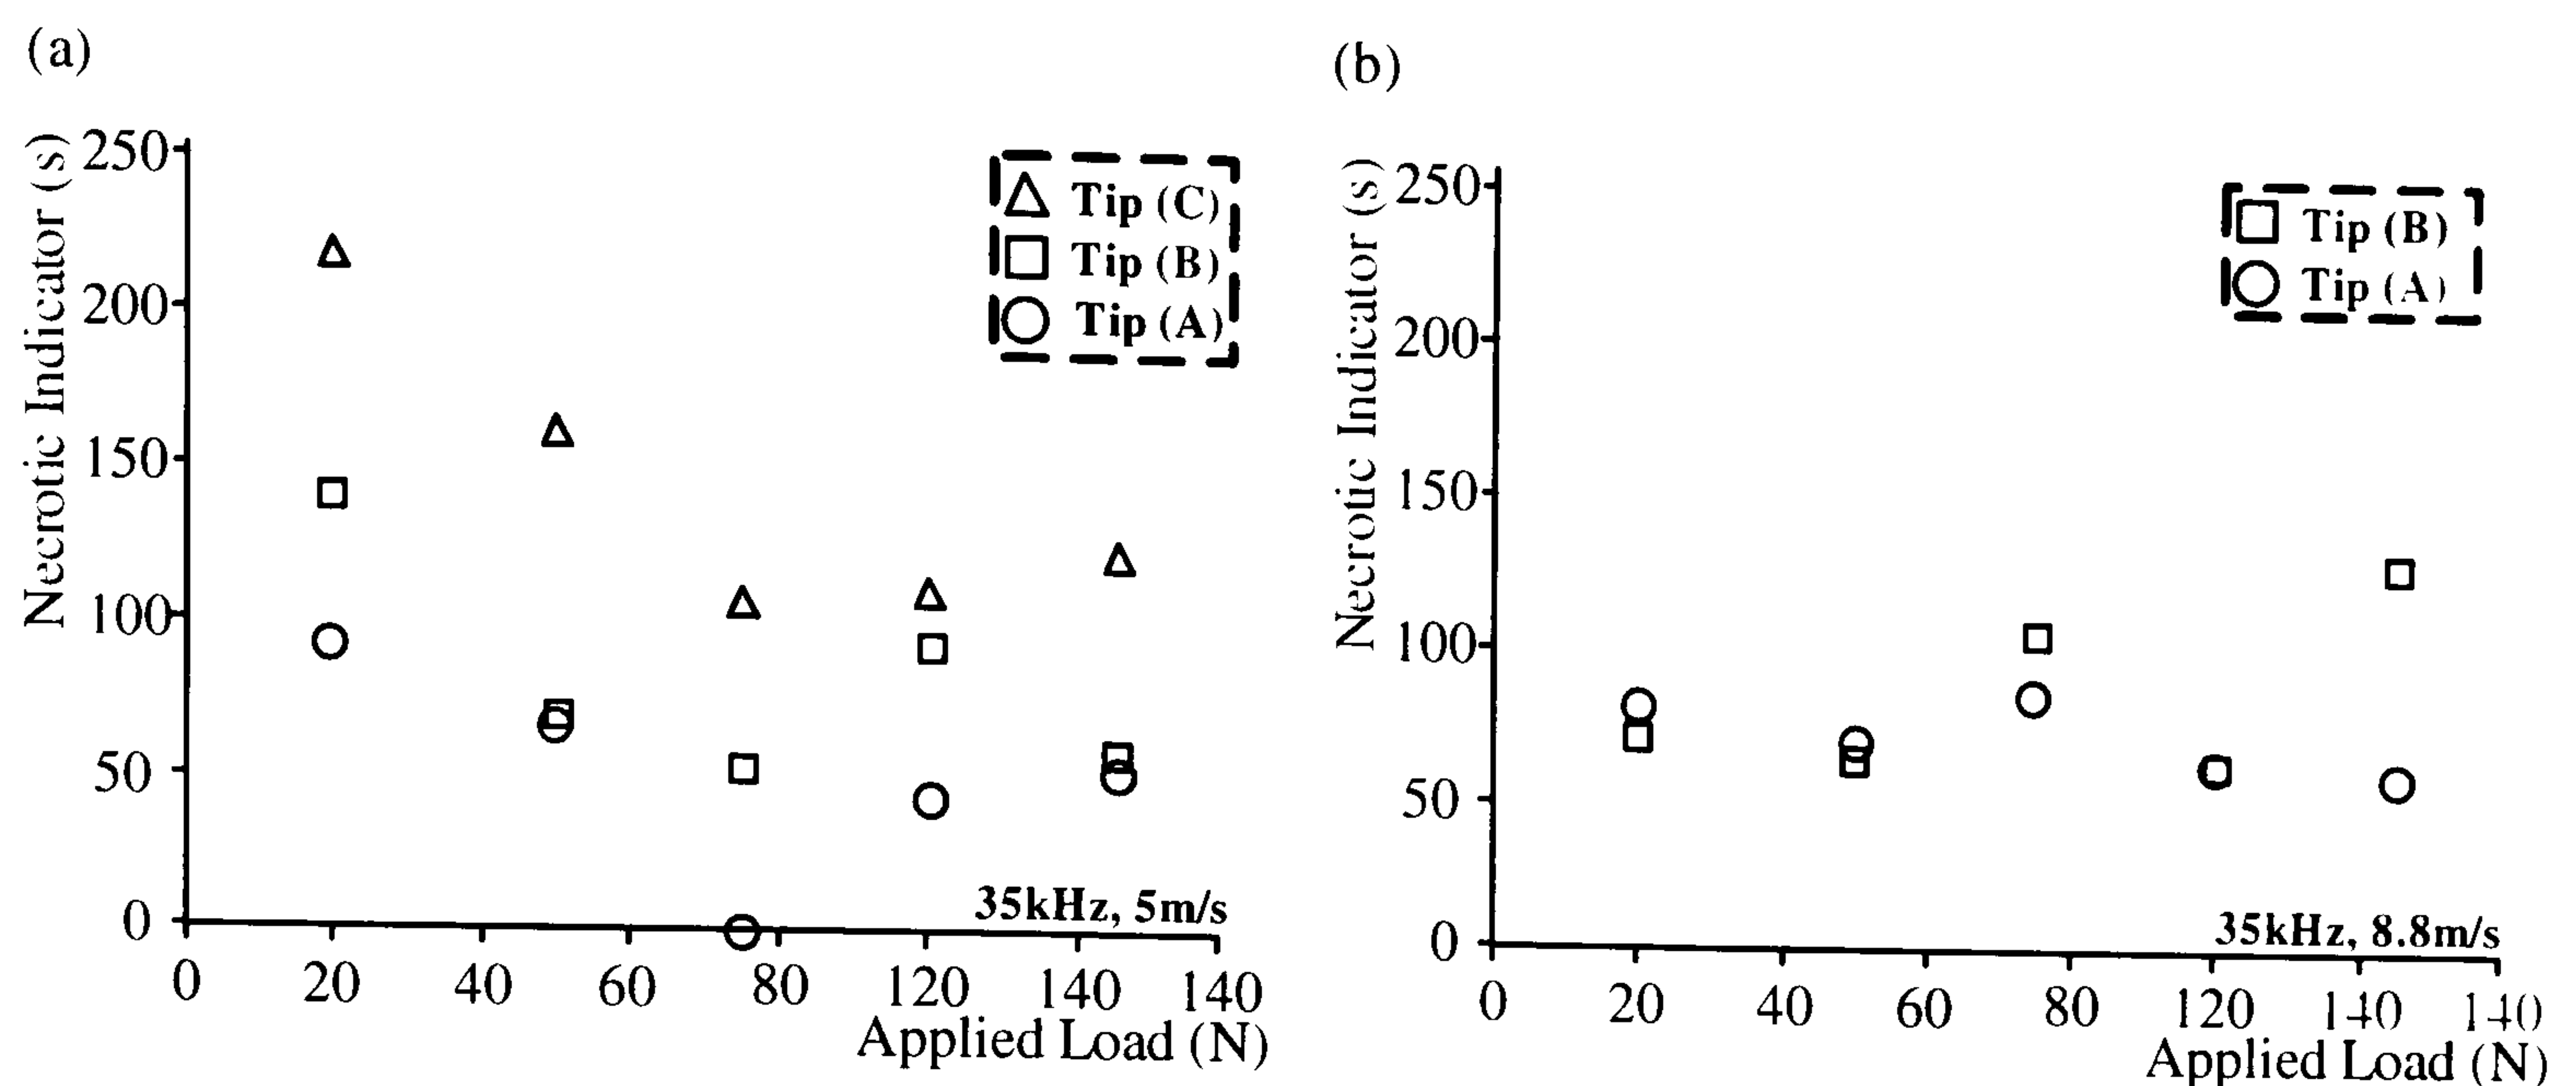 (a)
Necrotic Indicator (s)
250
200
150
100
50
0
Tip (C)
Tip (B)
Tip (A)
35kHz, 5m/s
0 20 40 60 80 120 140 140
Applied Load (N)
(b)
Necrotic Indicator (s)
250
200
150
100
50
0
Tip (B)
Tip (A)
35kHz, 8.8m/s
0 20 40 60 80 120 140 140
Applied Load (N)